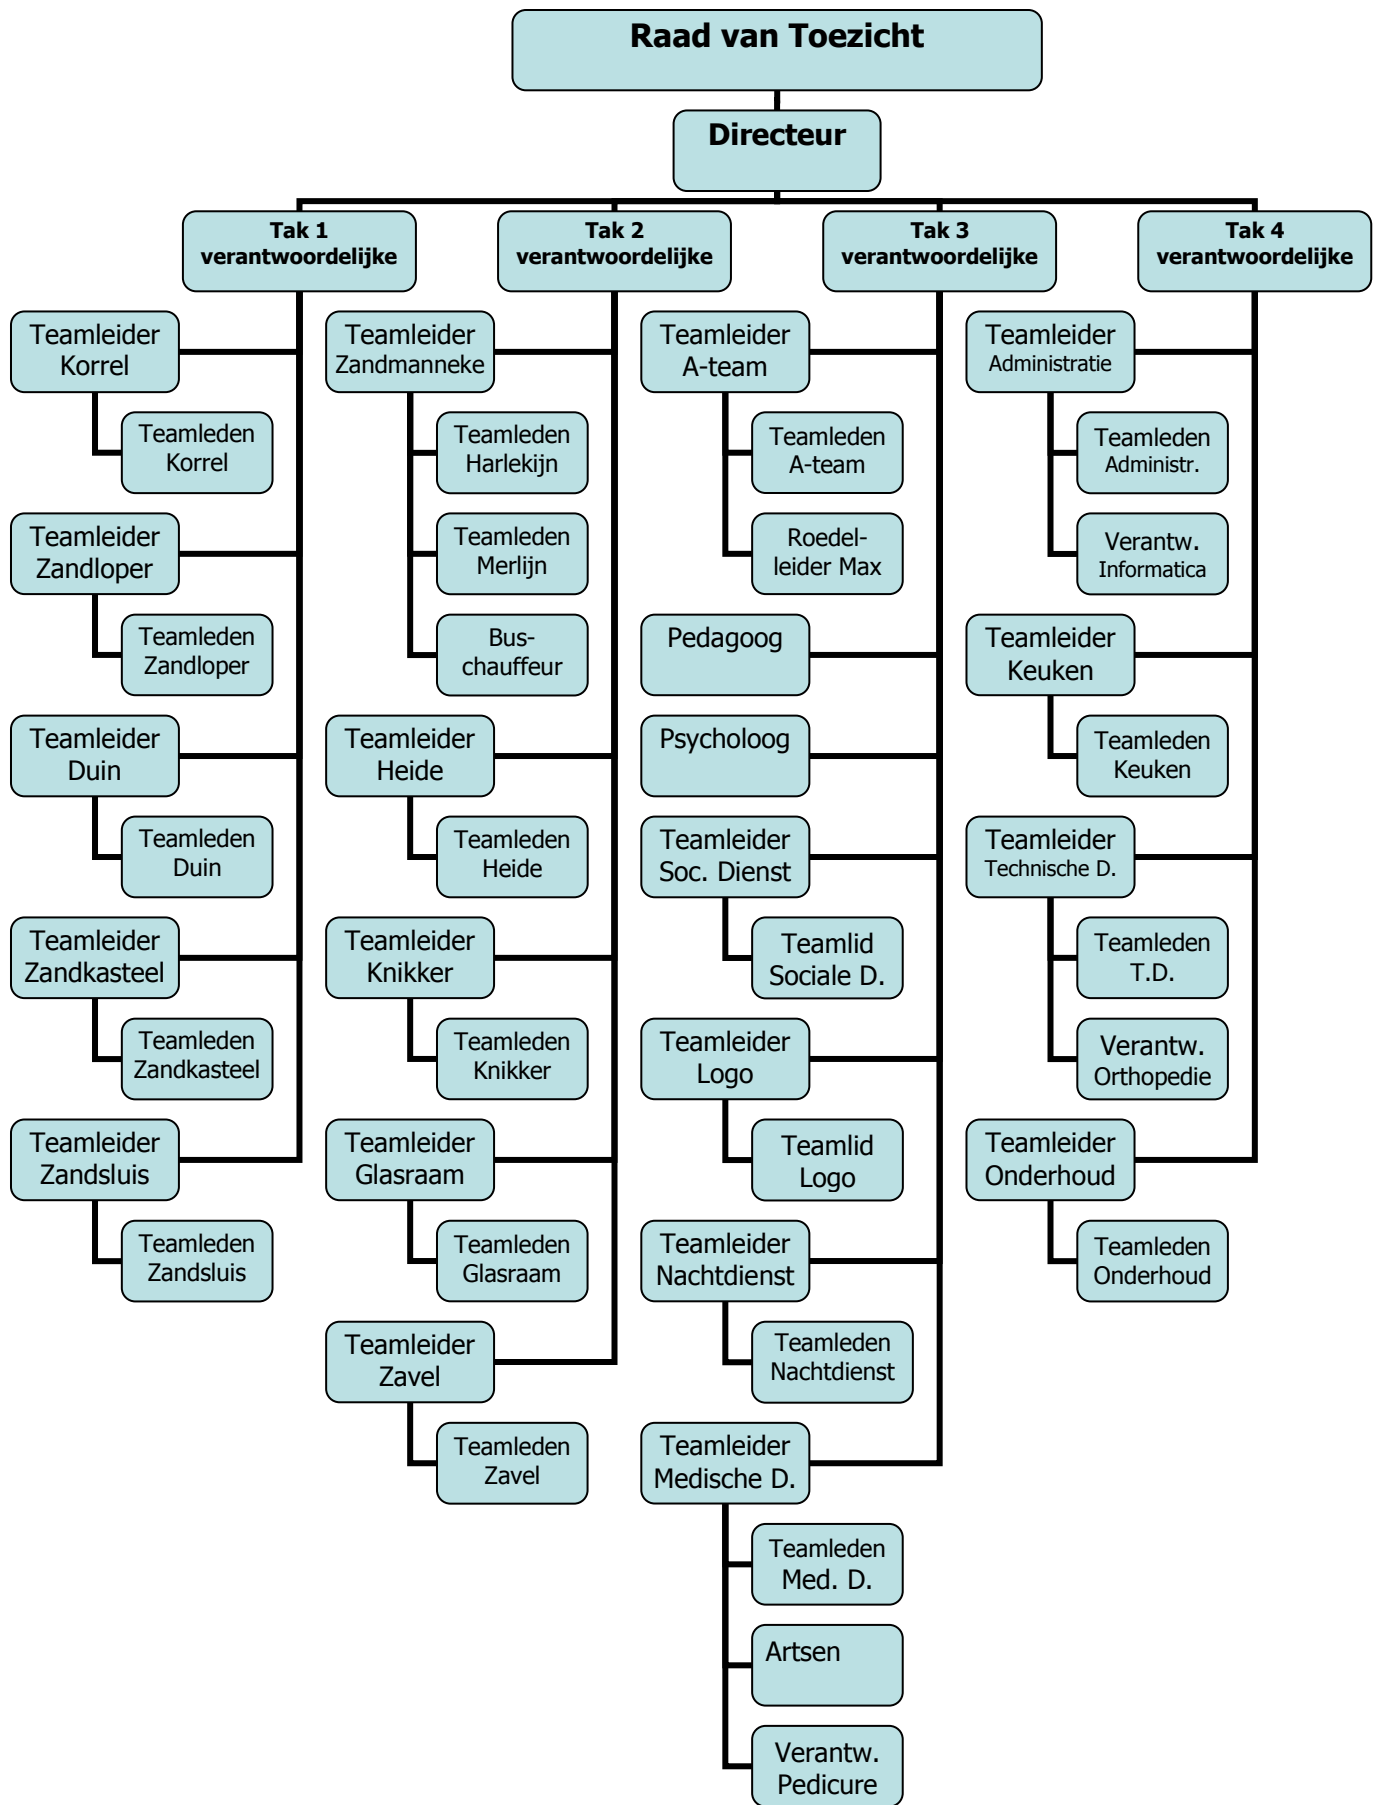 Raad van Toezicht
Directeur
Tak 1
verantwoordelijke
Teamleider
Korrel
Teamleden
Korrel
Teamleider
Zandloper
Teamleden
Zandloper
Teamleider
Duin
Teamleden
Duin
Teamleider
Zandkasteel
Teamleden
Zandkasteel
Teamleider
Zandsluis
Teamleden
Zandsluis
Tak 2
verantwoordelijke
Teamleider
Zandmanneke
Teamleden
Harlekijn
Teamleden
Merlijn
Bus-
chauffeur
Teamleider
Heide
Teamleden
Heide
Teamleider
Knikker
Teamleden
Knikker
Teamleider
Glasraam
Teamleden
Glasraam
Teamleider
Zavel
Teamleden
Zavel
Tak 3
verantwoordelijke
Teamleider
A-team
Teamleden
A-team
Roedel-
leider Max
Pedagoog
Psycholoog
Teamleider
Soc. Dienst
Teamlid
Sociale D.
Teamleider
Logo
Teamlid
Logo
Teamleider
Nachtdienst
Teamleden
Nachtdienst
Teamleider
Medische D.
Teamleden
Med. D.
Artsen
Verantw.
Pedicure
Tak 4
verantwoordelijke
Teamleider
Administratie
Teamleden
Administr.
Verantw.
Informatica
Teamleider
Keuken
Teamleden
Keuken
Teamleider
Technische D.
Teamleden
T.D.
Verantw.
Orthopedie
Teamleider
Onderhoud
Teamleden
Onderhoud